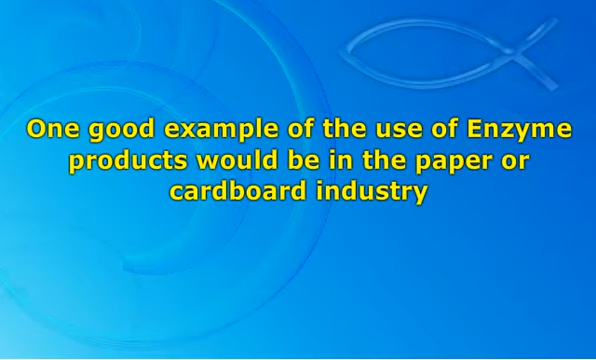 One good example of the use of Enzyme
products would be in the paper or
cardboard industry